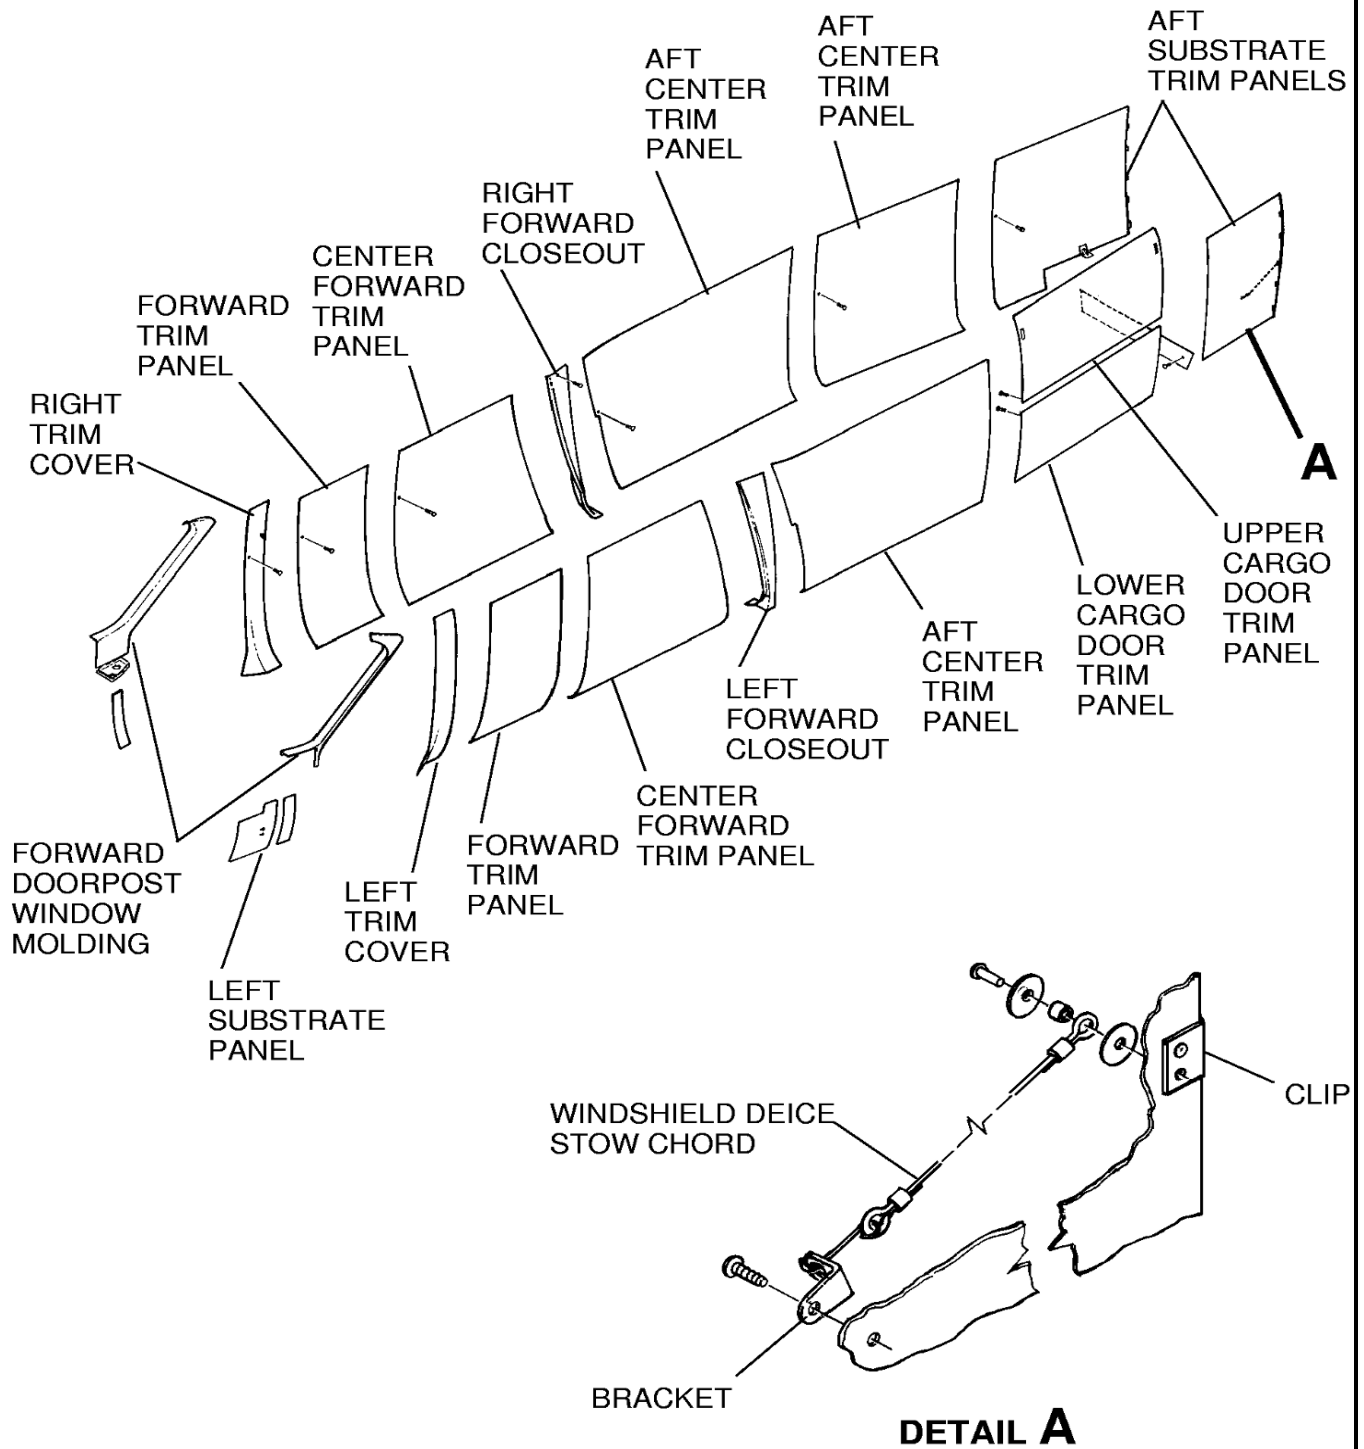 AFT
SUBSTRATE
TRIM PANELS
AFT
CENTER
TRIM
PANEL
AFT
CENTER
TRIM
PANEL
RIGHT
FORWARD
CLOSEOUT
CENTER
FORWARD
TRIM
PANEL
FORWARD
TRIM
PANEL
RIGHT
TRIM
COVER
A
UPPER
CARGO
DOOR
TRIM
PANEL
LOWER
CARGO
DOOR
TRIM
PANEL
AFT
CENTER
TRIM
PANEL
LEFT
FORWARD
CLOSEOUT
CENTER
FORWARD
TRIM PANEL
FORWARD
TRIM
PANEL
LEFT
TRIM
COVER
FORWARD
DOORPOST
WINDOW
MOLDING
LEFT
SUBSTRATE
PANEL
CLIP
WINDSHIELD DEICE
STOW CHORD
BRACKET
DETAIL A